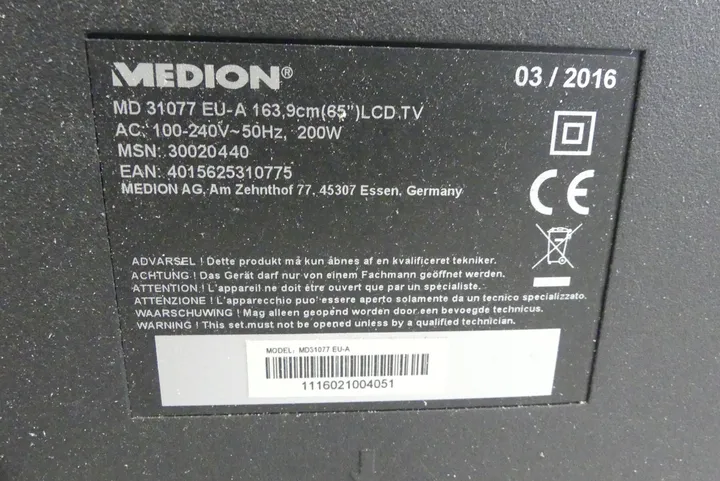 MEDION®
03 / 2016
MD 31077 EU-A 163,9cm(65")LCD TV
AC: 100-240V~50Hz, 200W
MSN: 30020440
EAN: 4015625310775
MEDION AG, Am Zehnthof 77, 45307 Essen, Germany
CE
ADVARSEL ! Dette produkt må kun åbnes af en kvalificeret tekniker.
ACHTUNG ! Das Gerät darf nur von einem Fachmann geöffnet werden.
ATTENTION ! L'appareil ne doit être ouvert que par un spécialiste.
ATTENZIONE ! L'apparecchio puo'essere aperto solamente da un tecnico specializzato.
WAARSCHUWING ! Mag alleen geopend worden door een bevoegde technicus.
WARNING ! This set must not be opened unless by a qualified technician.
MODEL: MD31077 EU-A
1116021004051